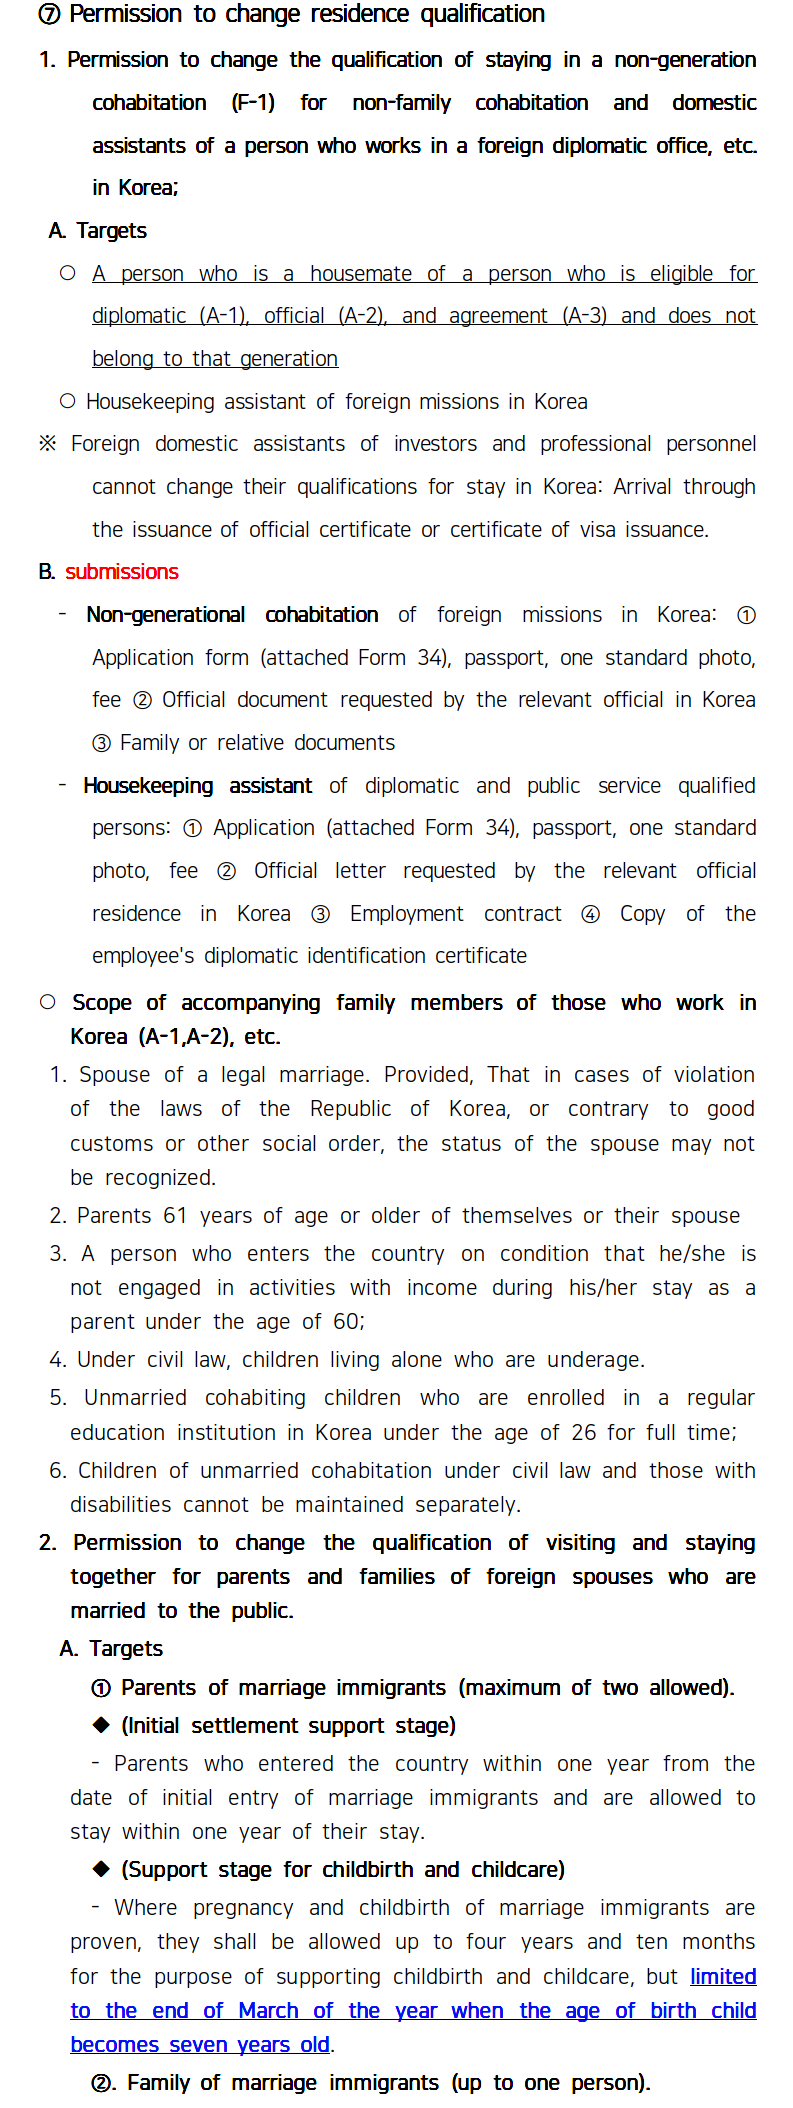 ⑦ Permission to change residence qualification
1. Permission to change the qualification of staying in a non-generation
cohabitation (F-1) for non-family cohabitation and domestic
assistants of a person who works in a foreign diplomatic office, etc.
in Korea;
A. Targets
○ A person who is a housemate of a person who is eligible for
diplomatic (A-1), official (A-2), and agreement (A-3) and does not
belong to that generation
○ Housekeeping assistant of foreign missions in Korea
※ Foreign domestic assistants of investors and professional personnel
cannot change their qualifications for stay in Korea: Arrival through
the issuance of official certificate or certificate of visa issuance.
B. submissions
- Non-generational cohabitation of foreign missions in Korea: ①
Application form (attached Form 34), passport, one standard photo,
fee ② Official document requested by the relevant official in Korea
③ Family or relative documents
- Housekeeping assistant of diplomatic and public service qualified
persons: ① Application (attached Form 34), passport, one standard
photo, fee ② Official letter requested by the relevant official
residence in Korea ③ Employment contract ④ Copy of the
employee's diplomatic identification certificate
○ Scope of accompanying family members of those who work in
Korea (A-1,A-2), etc.
1. Spouse of a legal marriage. Provided, That in cases of violation
of the laws of the Republic of Korea, or contrary to good
customs or other social order, the status of the spouse may not
be recognized.
2. Parents 61 years of age or older of themselves or their spouse
3. A person who enters the country on condition that he/she is
not engaged in activities with income during his/her stay as a
parent under the age of 60;
4. Under civil law, children living alone who are underage.
5. Unmarried cohabiting children who are enrolled in a regular
education institution in Korea under the age of 26 for full time;
6. Children of unmarried cohabitation under civil law and those with
disabilities cannot be maintained separately.
2. Permission to change the qualification of visiting and staying
together for parents and families of foreign spouses who are
married to the public.
A. Targets
① Parents of marriage immigrants (maximum of two allowed).
◆ (Initial settlement support stage)
- Parents who entered the country within one year from the
date of initial entry of marriage immigrants and are allowed to
stay within one year of their stay.
◆ (Support stage for childbirth and childcare)
- Where pregnancy and childbirth of marriage immigrants are
proven, they shall be allowed up to four years and ten months
for the purpose of supporting childbirth and childcare, but limited
to the end of March of the year when the age of birth child
becomes seven years old.
②. Family of marriage immigrants (up to one person).